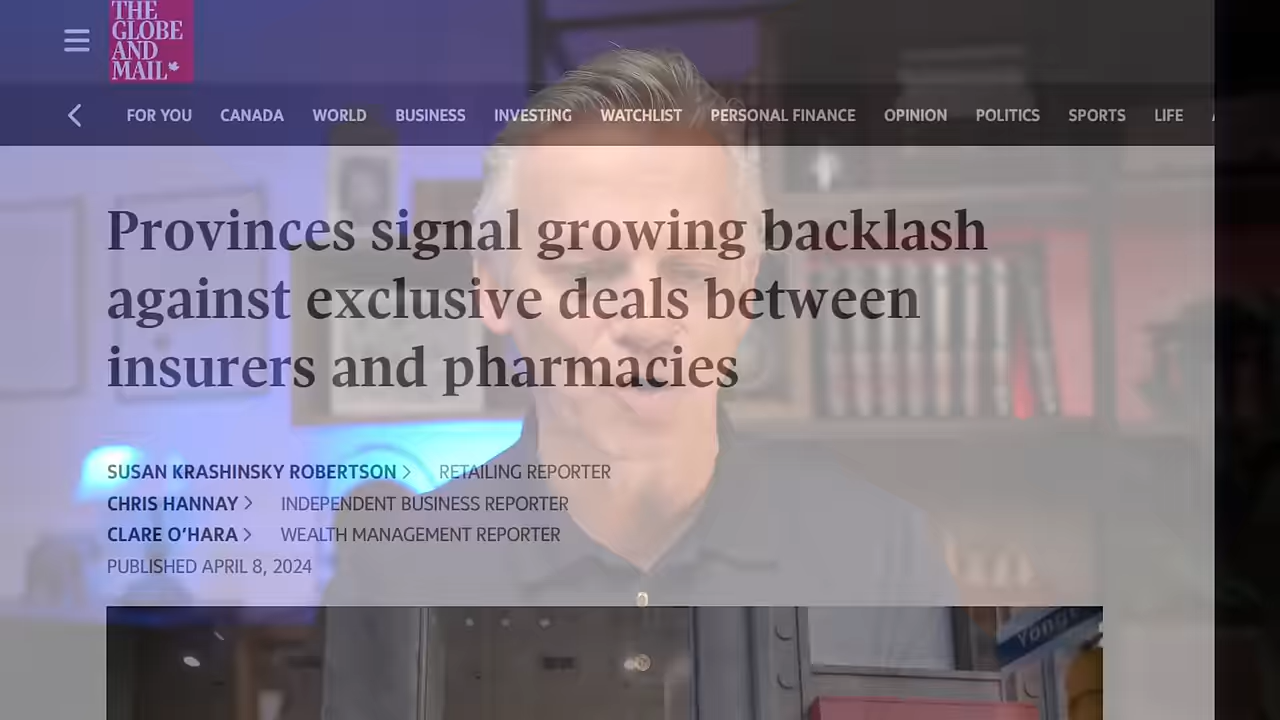 THE
GLOBE
AND
MAIL
FOR YOU CANADA WORLD BUSINESS INVESTING WATCHLIST PERSONAL FINANCE OPINION POLITICS SPORTS LIFE
Provinces signal growing backlash
against exclusive deals between
insurers and pharmacies
SUSAN KRASHINSKY ROBERTSON > RETAILING REPORTER
CHRIS HANNAY > INDEPENDENT BUSINESS REPORTER
CLARE O’HARA > WEALTH MANAGEMENT REPORTER
PUBLISHED APRIL 8, 2024
Yonge